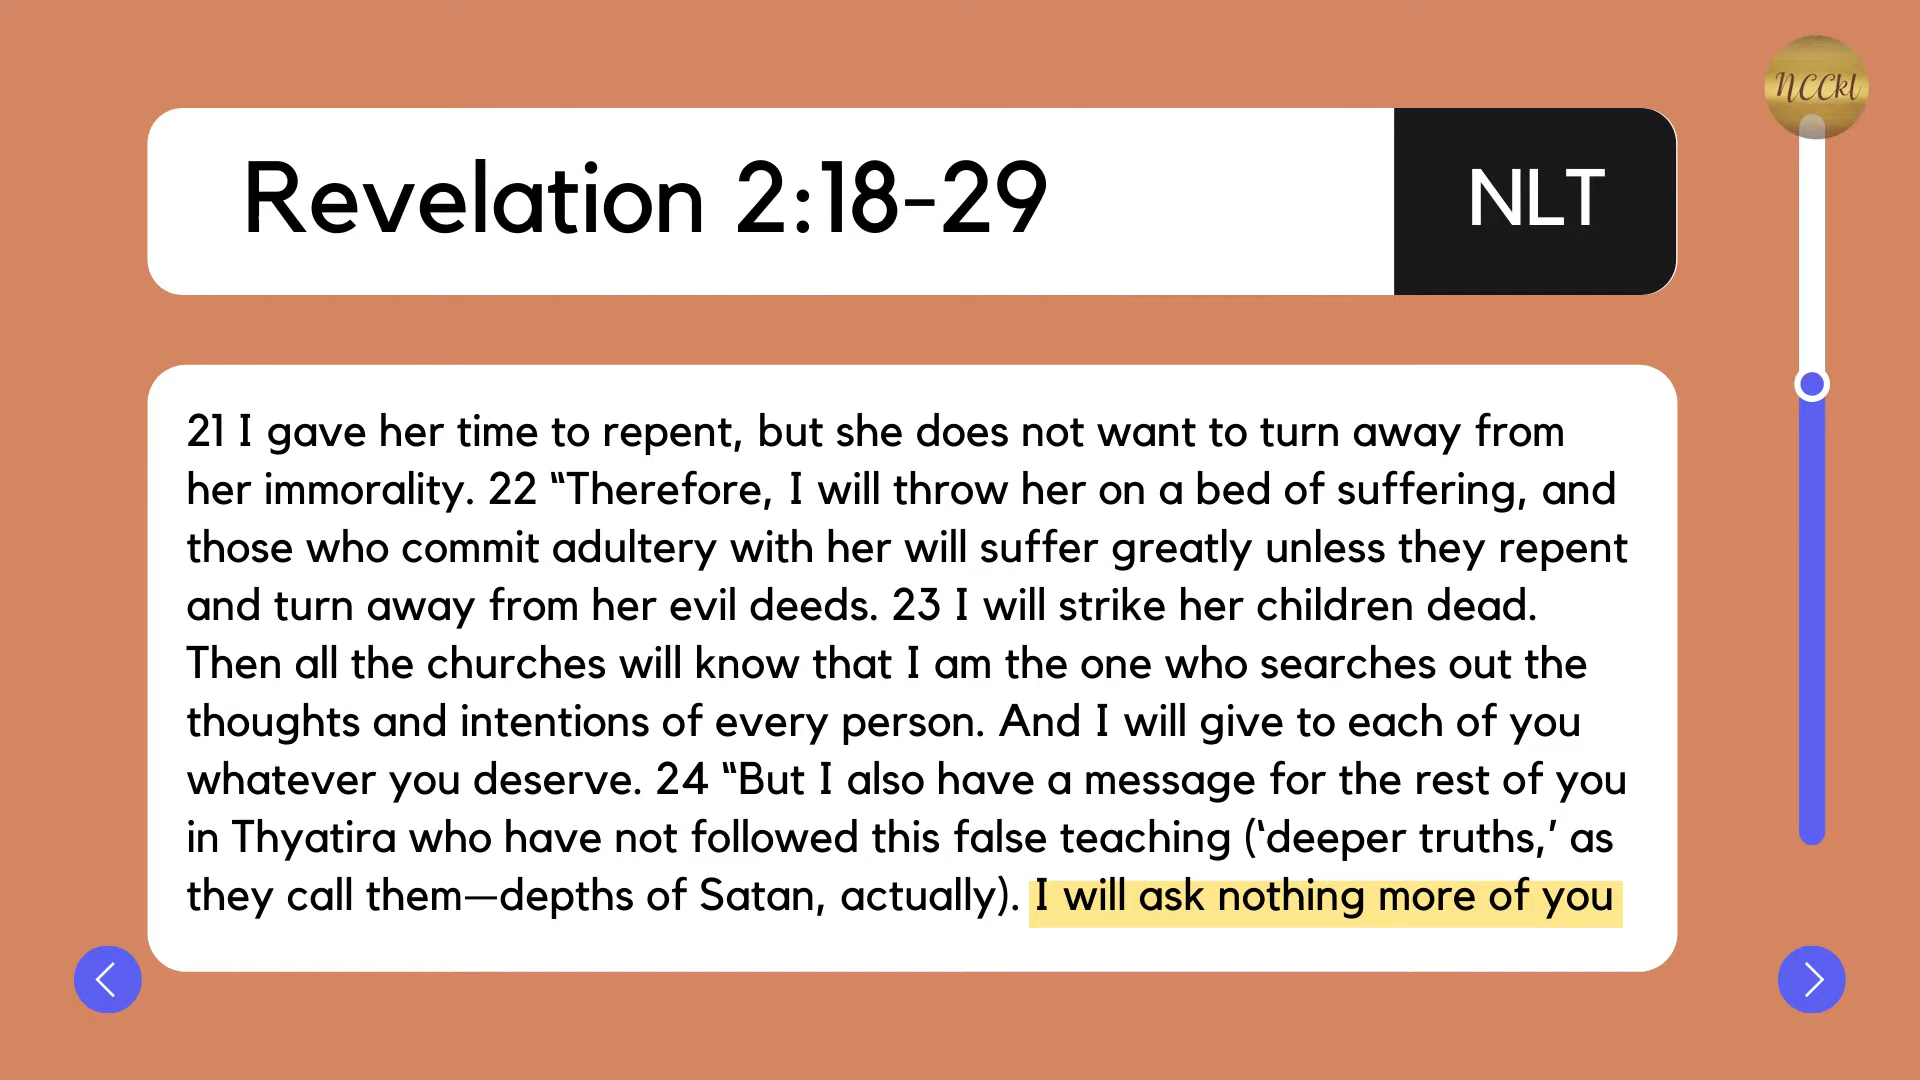 NCCkl
Revelation 2:18-29
NLT
21 I gave her time to repent, but she does not want to turn away from
her immorality. 22 “Therefore, I will throw her on a bed of suffering, and
those who commit adultery with her will suffer greatly unless they repent
and turn away from her evil deeds. 23 I will strike her children dead.
Then all the churches will know that I am the one who searches out the
thoughts and intentions of every person. And I will give to each of you
whatever you deserve. 24 “But I also have a message for the rest of you
in Thyatira who have not followed this false teaching (‘deeper truths,’ as
they call them—depths of Satan, actually). I will ask nothing more of you